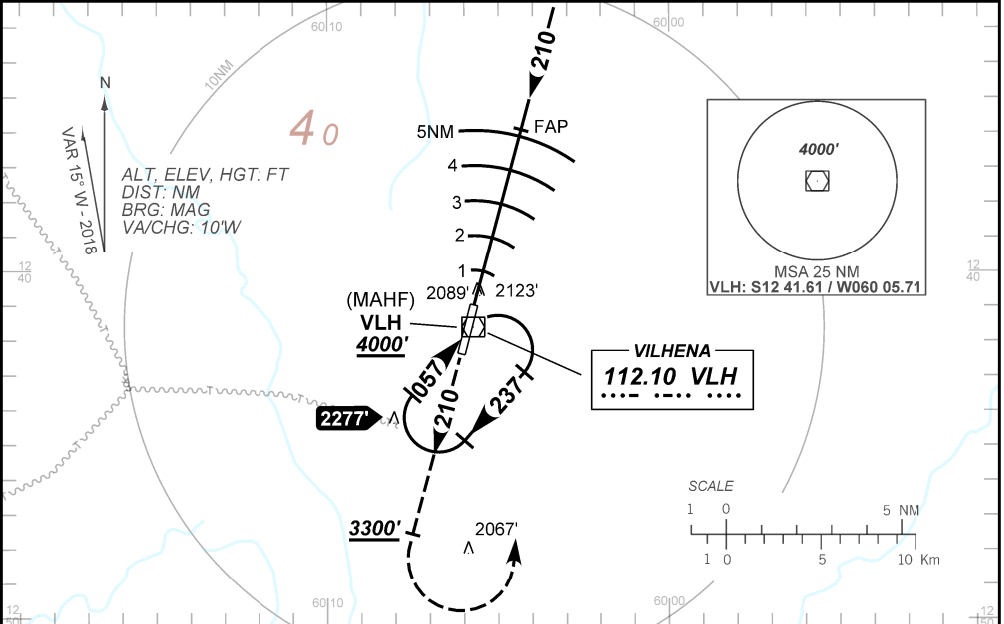 60:10
60:00
210
10NM
N
VAR 15° W - 2018
4 0
ALT, ELEV, HGT: FT
DIST: NM
BRG: MAG
VA/CHG: 10'W
5NM
FAP
4
3
2
1
4000'
MSA 25 NM
VLH: S12 41.61 / W060 05.71
12
40
12
40
2089'
2123'
(MAHF)
VLH
4000'
VILHENA
112.10 VLH
057
210
237
2277'
3300'
2067'
SCALE
1 0 5 NM
1 0 5 10 Km
60:10
60:00
12
50
12
50